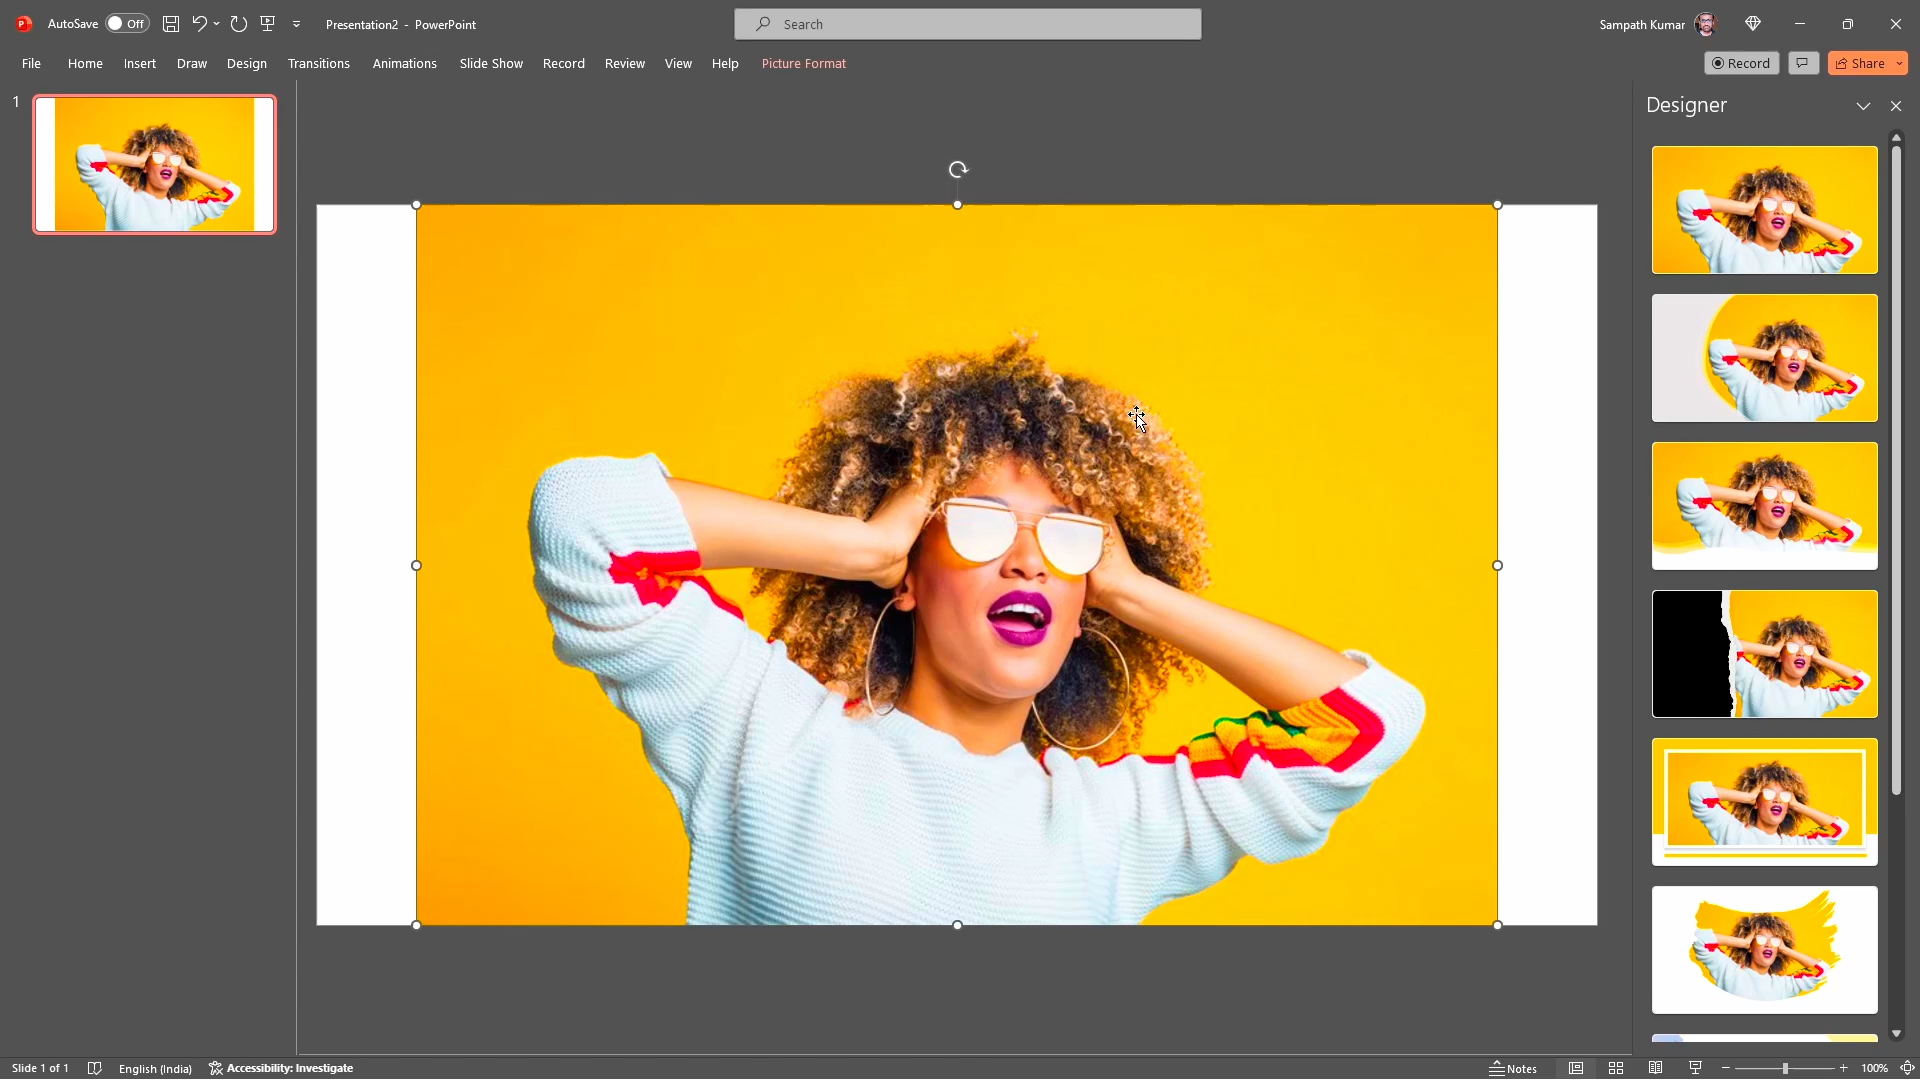 P
AutoSave
Off
Presentation2 - PowerPoint
Search
Sampath Kumar
File
Home
Insert
Draw
Design
Transitions
Animations
Slide Show
Record
Review
View
Help
Picture Format
Record
Share
1
Designer
Slide 1 of 1
English (India)
Accessibility: Investigate
Notes
100%